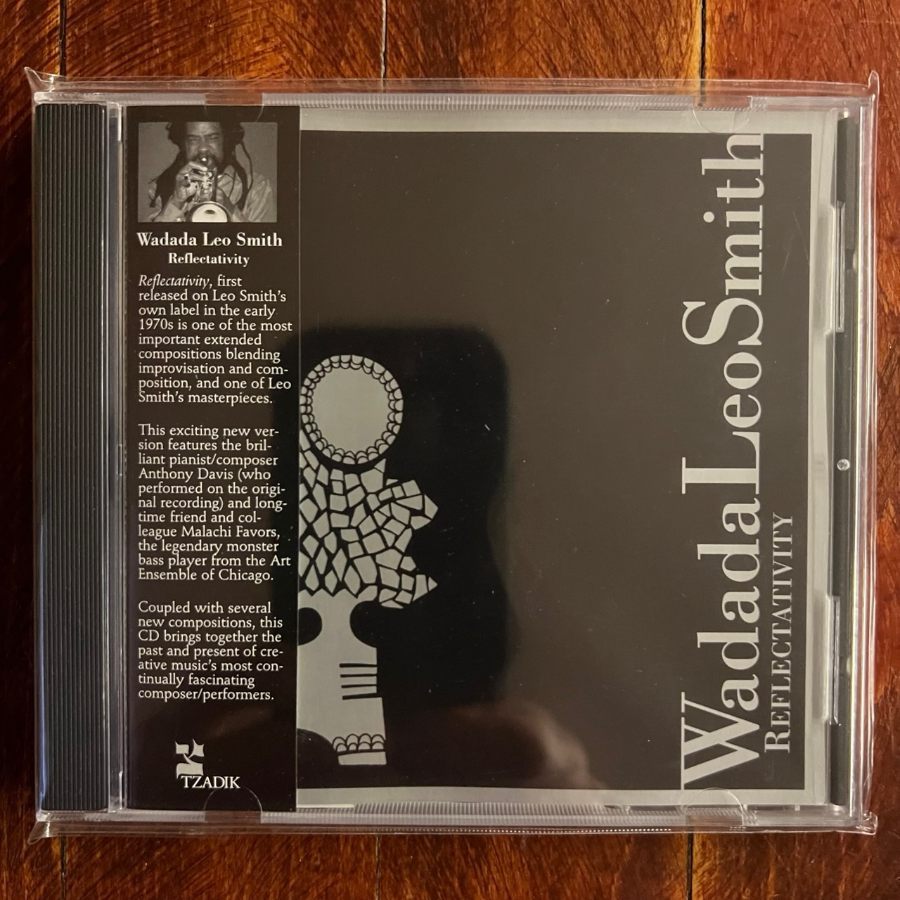 Wadada Leo Smith
Reflectativity
Reflectativity, first
released on Leo Smith's
own label in the early
1970s is one of the most
important extended
compositions blending
improvisation and com-
position, and one of Leo
Smith's masterpieces.
This exciting new ver-
sion features the bril-
liant pianist/composer
Anthony Davis (who
performed on the origi-
nal recording) and long-
time friend and col-
league Malachi Favors,
the legendary monster
bass player from the Art
Ensemble of Chicago.
Coupled with several
new compositions, this
CD brings together the
past and present of cre-
ative music's most con-
tinually fascinating
composer/performers.
TZADIK
WadadaLeoSmith
REFLECTATIVITY